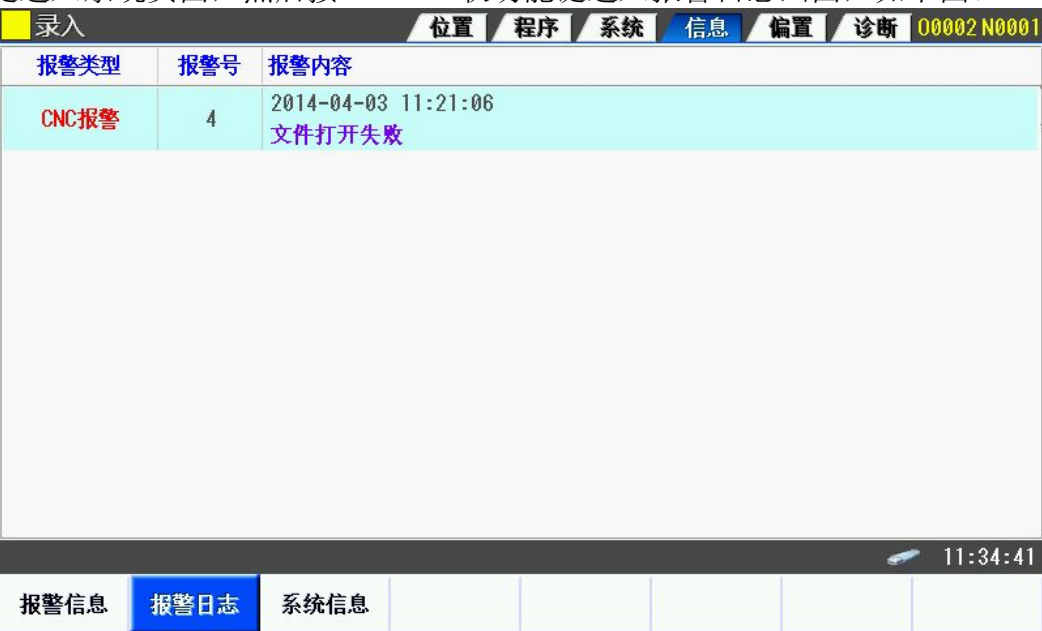 录入 位置 程序 系统 信息 偏置 诊断 O0002 N0001
报警类型 报警号 报警内容
CNC报警 4 2014-04-03 11:21:06
文件打开失败
11:34:41
报警信息 报警日志 系统信息